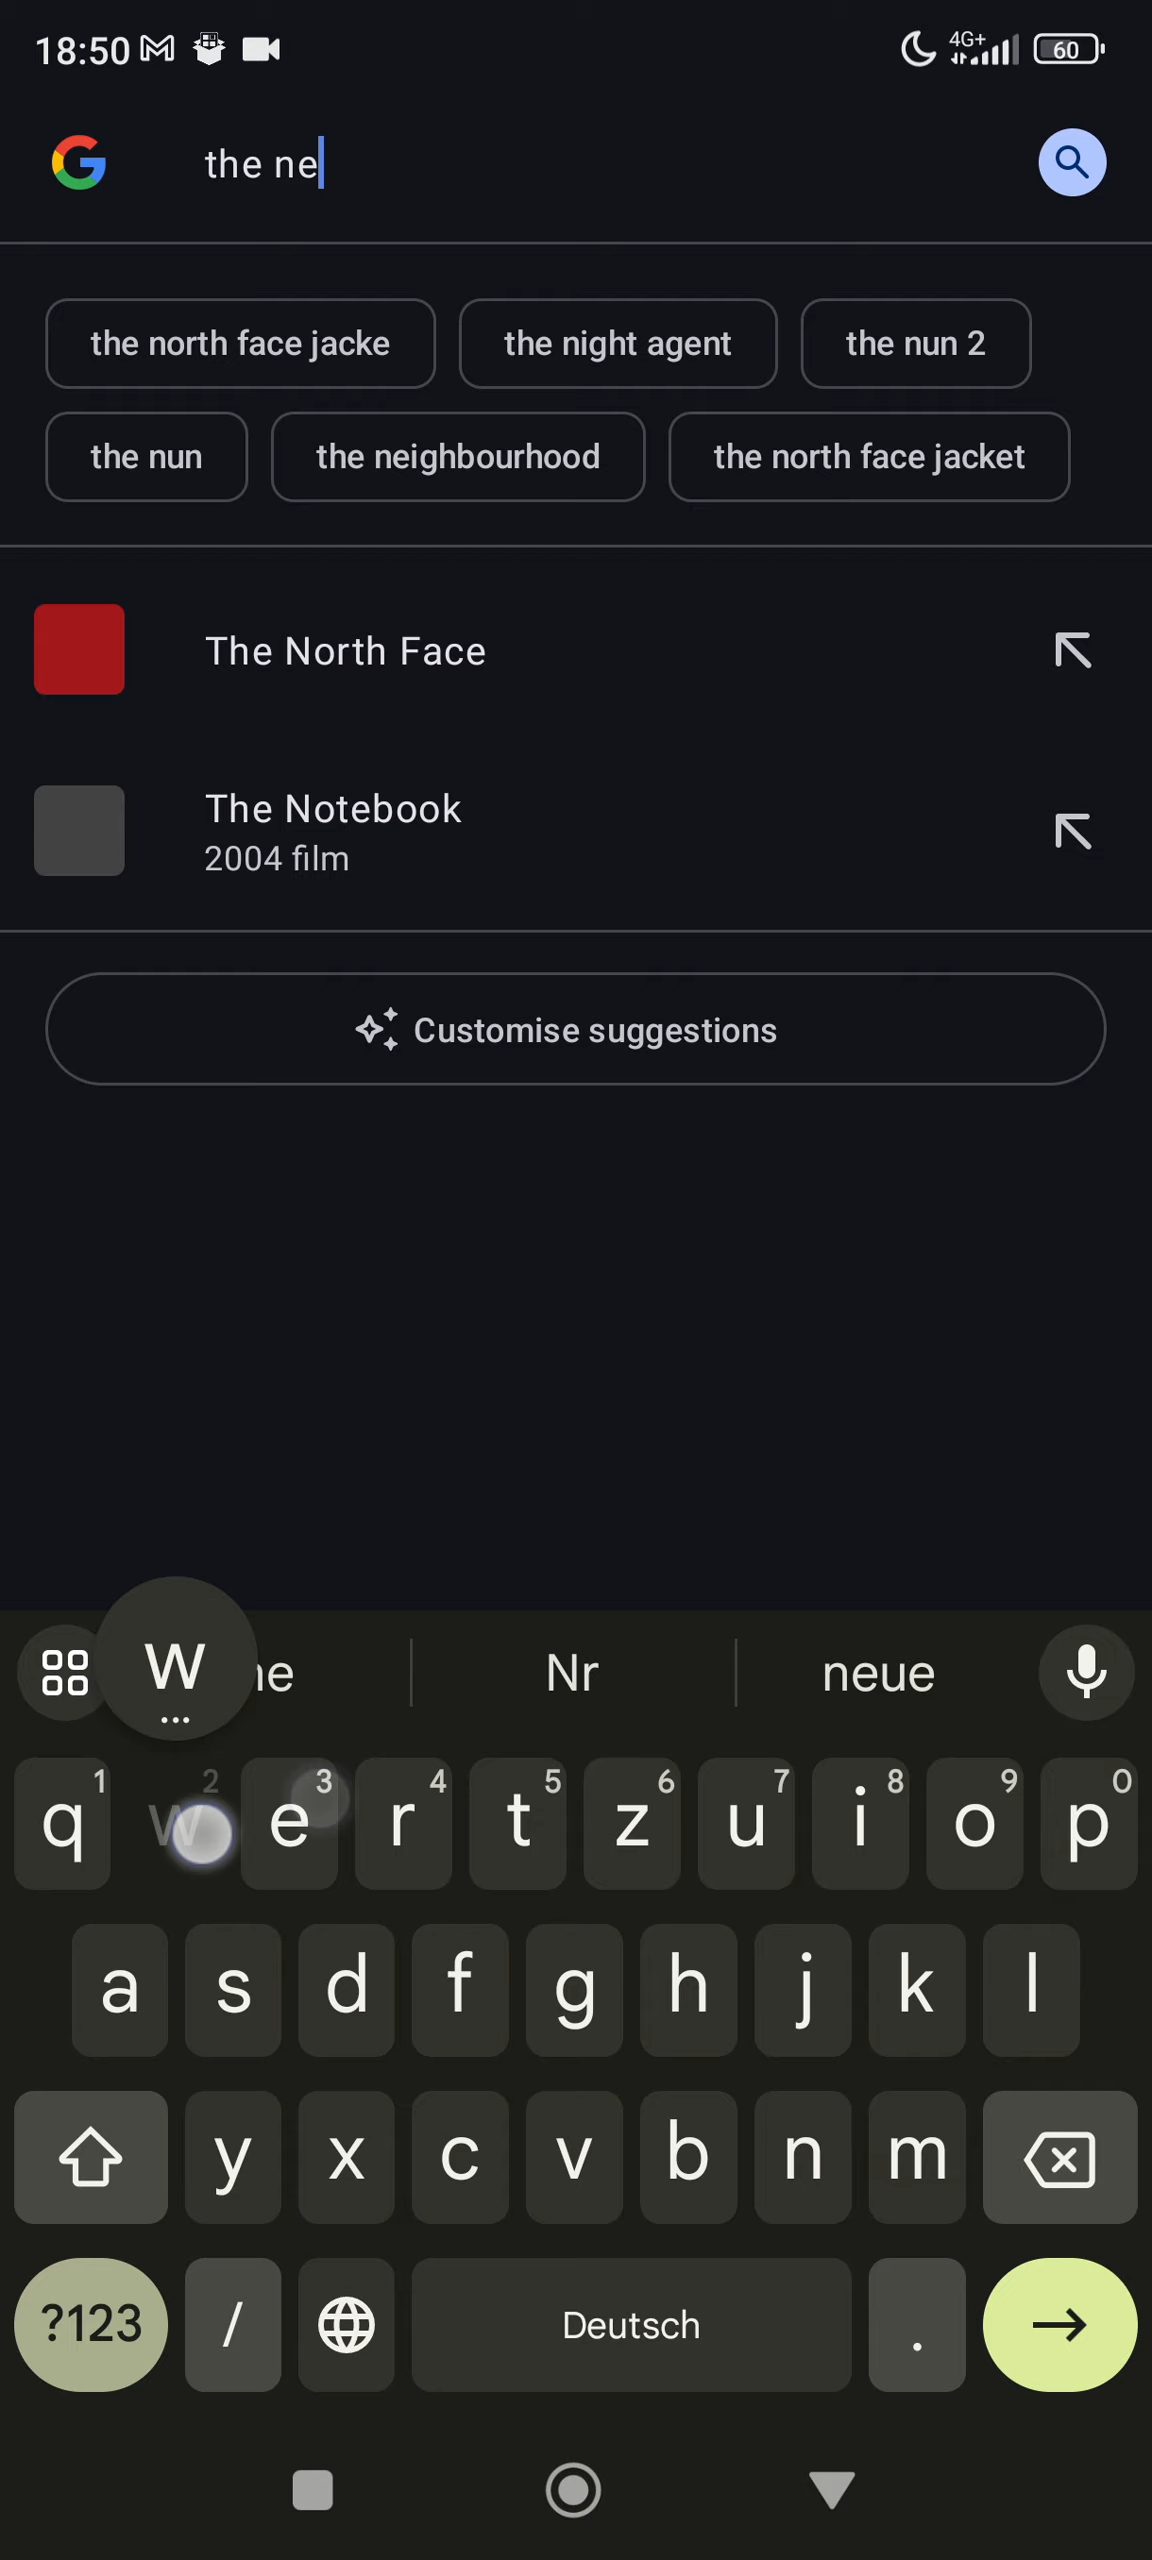 18:50 4G+ 60
the ne
the north face jacke the night agent the nun 2
the nun the neighbourhood the north face jacket
The North Face
The Notebook
2004 film
Customise suggestions
w Nr neue
...
1 2 3 4 5 6 7 8 9 0
q w e r t z u i o p
a s d f g h j k l
y x c v b n m
?123 / Deutsch .